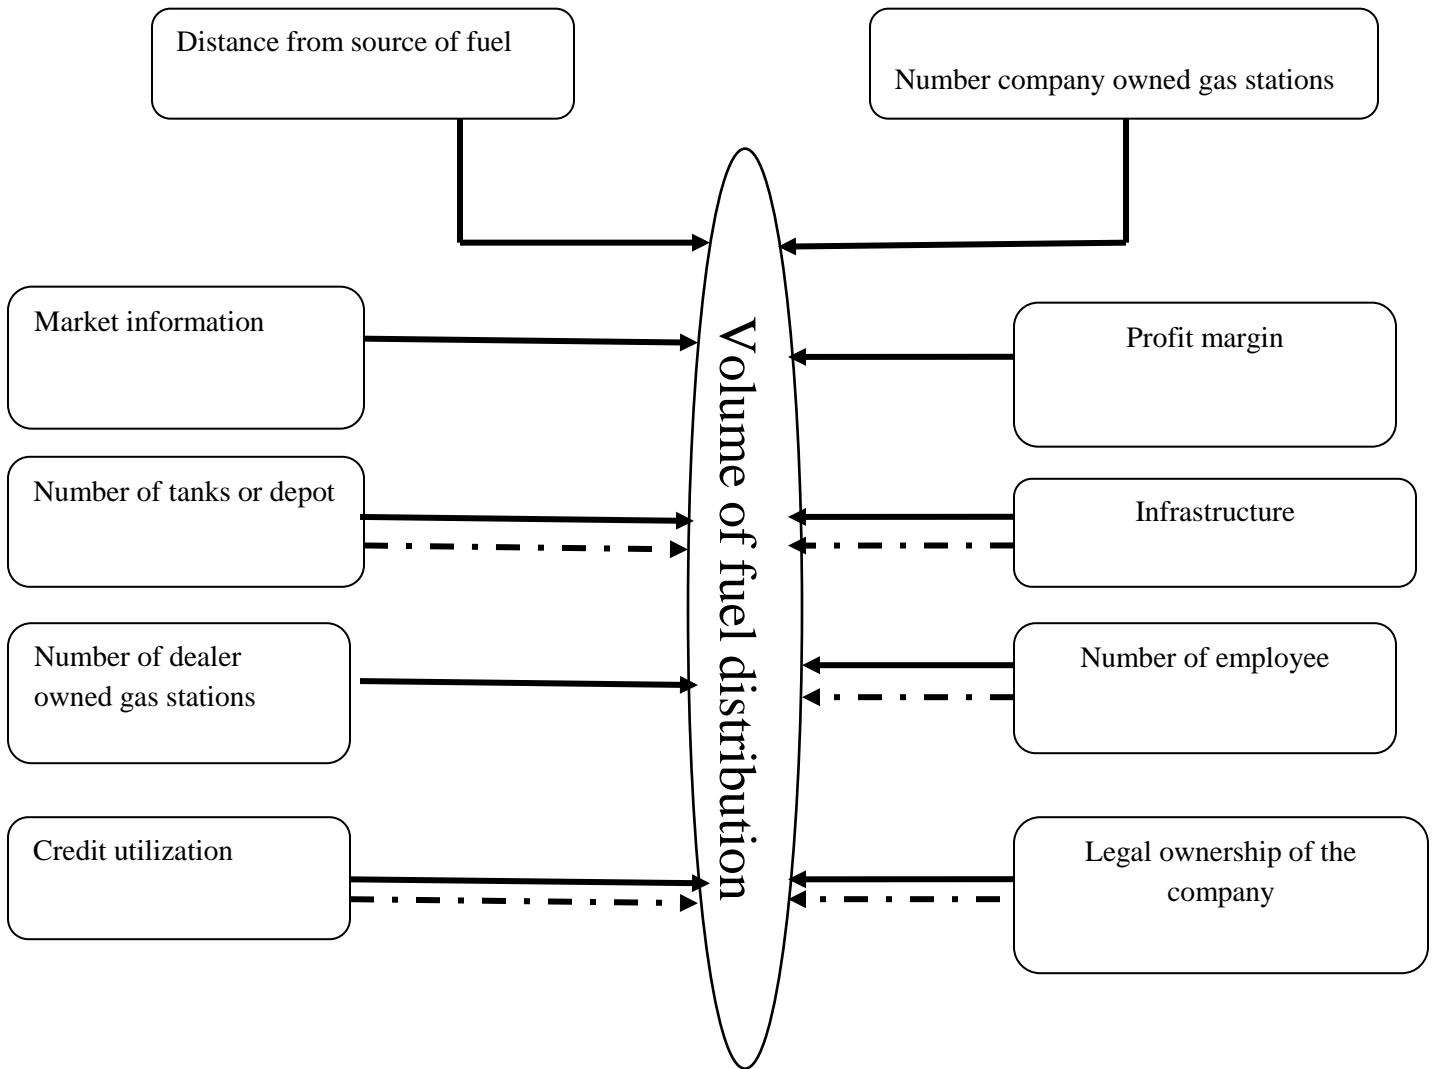 Distance from source of fuel
Number company owned gas stations
Market information
Profit margin
Number of tanks or depot
Infrastructure
Volume of fuel distribution
Number of dealer
owned gas stations
Number of employee
Credit utilization
Legal ownership of the
company